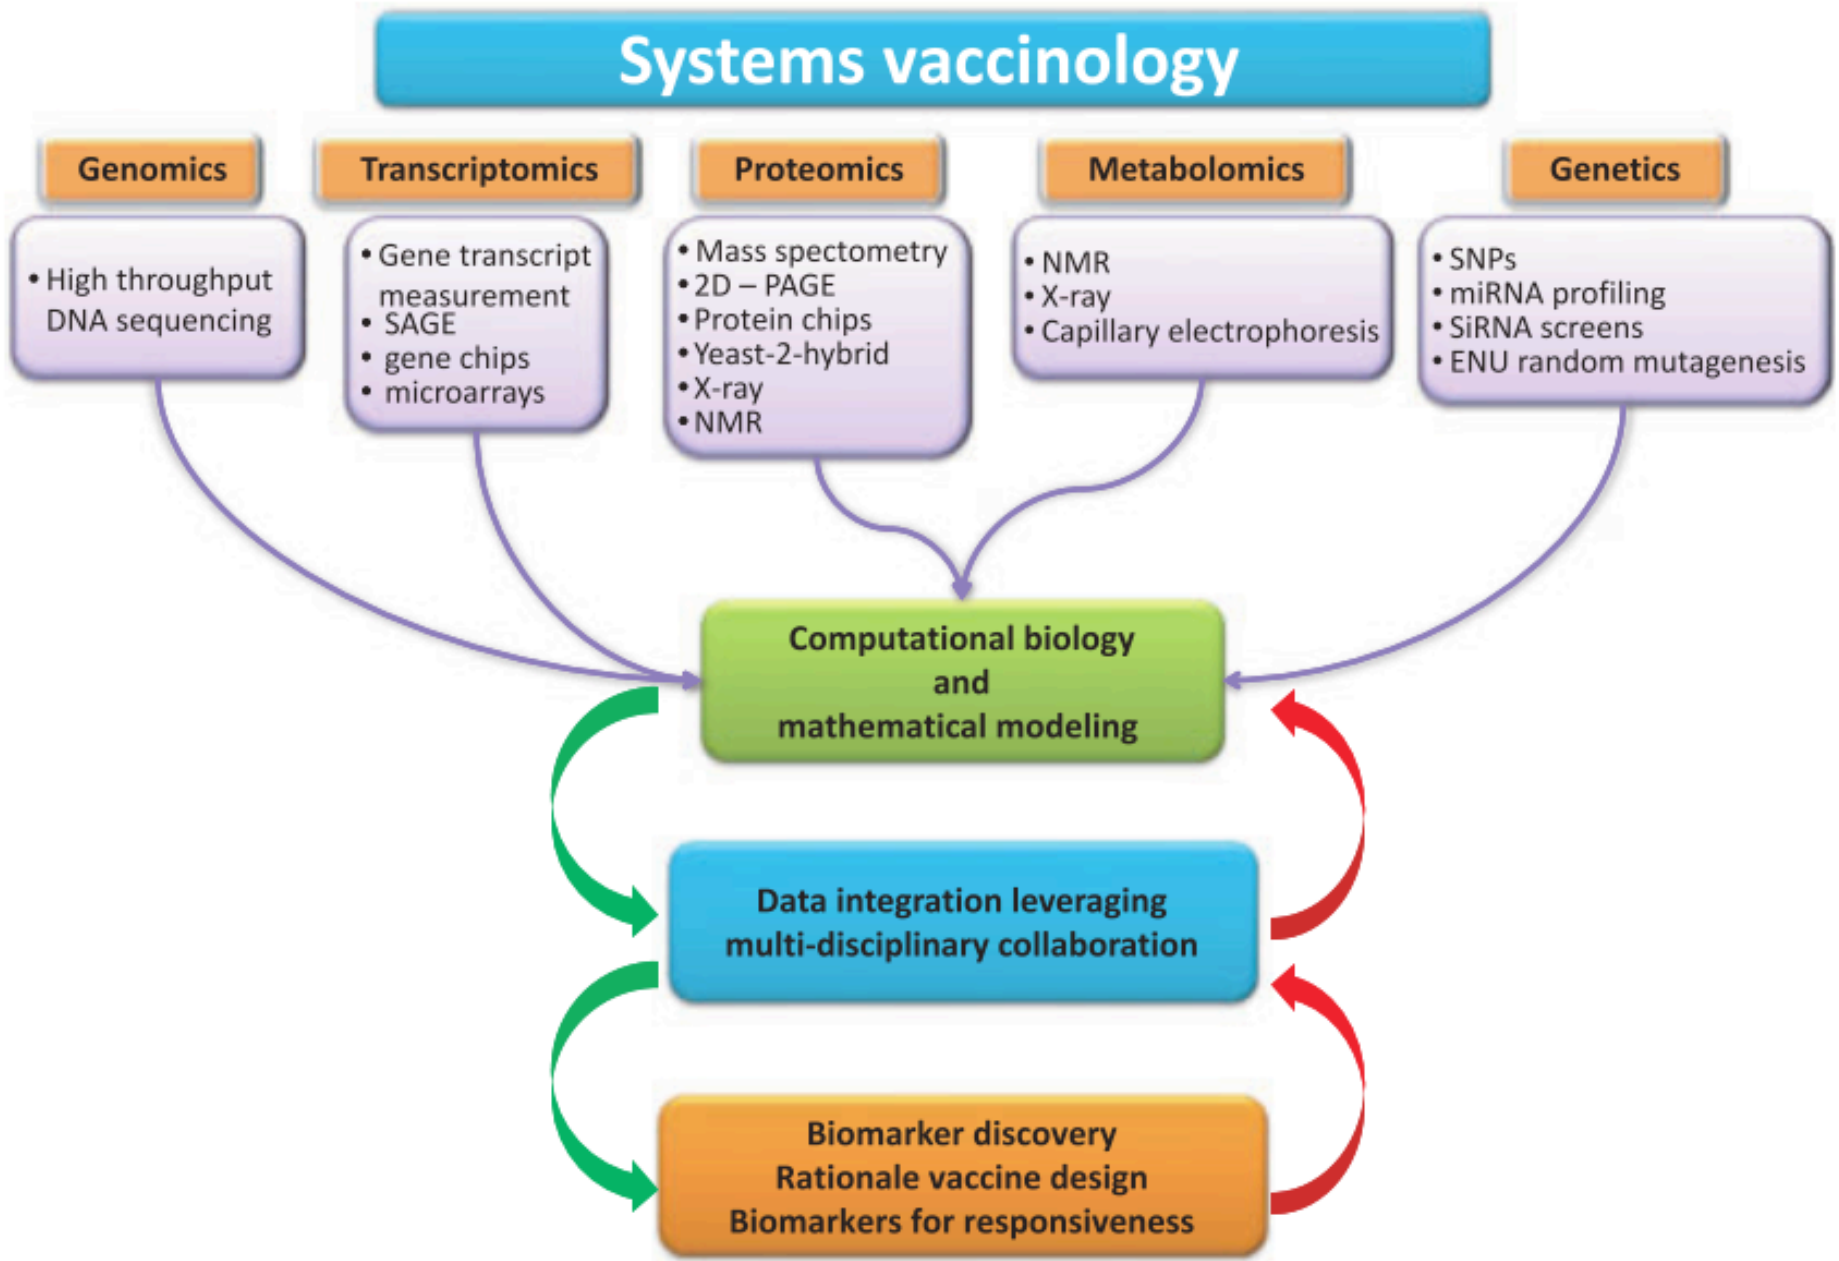 Systems vaccinology
Genomics
• High throughput
DNA sequencing
Transcriptomics
• Gene transcript
measurement
• SAGE
• gene chips
• microarrays
Proteomics
• Mass spectometry
• 2D – PAGE
• Protein chips
• Yeast-2-hybrid
• X-ray
• NMR
Metabolomics
• NMR
• X-ray
• Capillary electrophoresis
Genetics
• SNPs
• miRNA profiling
• SiRNA screens
• ENU random mutagenesis
Computational biology
and
mathematical modeling
Data integration leveraging
multi-disciplinary collaboration
Biomarker discovery
Rationale vaccine design
Biomarkers for responsiveness